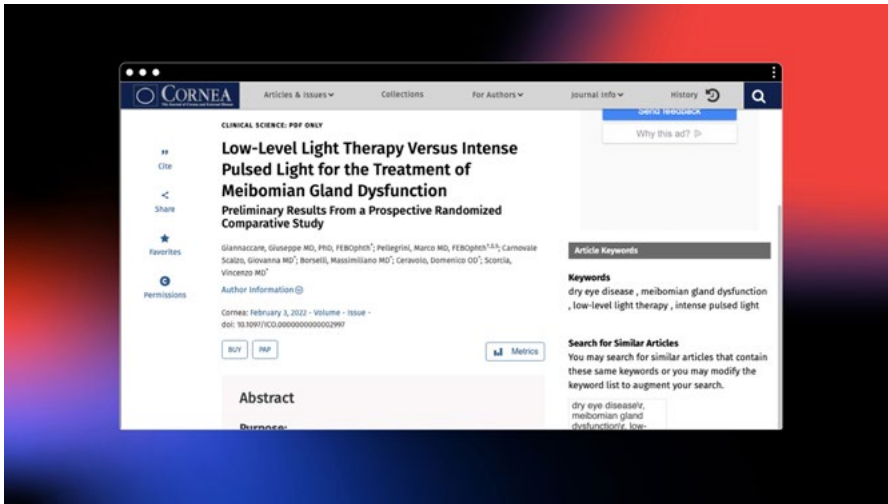 CORNEA
Articles & Issues
Collections
For Authors
Journal Info
History
Cite
Share
Favorites
Permissions
CLINICAL SCIENCE: PDF ONLY
Low-Level Light Therapy Versus Intense
Pulsed Light for the Treatment of
Meibomian Gland Dysfunction
Preliminary Results From a Prospective Randomized
Comparative Study
Giannaccare, Giuseppe MD, PhD, FEBOphth*; Pellegrini, Marco MD, FEBOphth†,‡,§; Carnovale
Scalzo, Giovanna MD*; Borselli, Massimiliano MD*; Ceravolo, Domenico OD*; Scorcia,
Vincenzo MD*
Author Information
Cornea: February 3, 2022 - Volume - Issue -
doi: 10.1097/ICO.0000000000002997
BUY
PAP
Metrics
Abstract
Purpose:
Send feedback
Why this ad?
Article Keywords
Keywords
dry eye disease , meibomian gland dysfunction
, low-level light therapy , intense pulsed light
Search for Similar Articles
You may search for similar articles that contain
these same keywords or you may modify the
keyword list to augment your search.
dry eye disease\r,
meibomian gland
dysfunction\r, low-